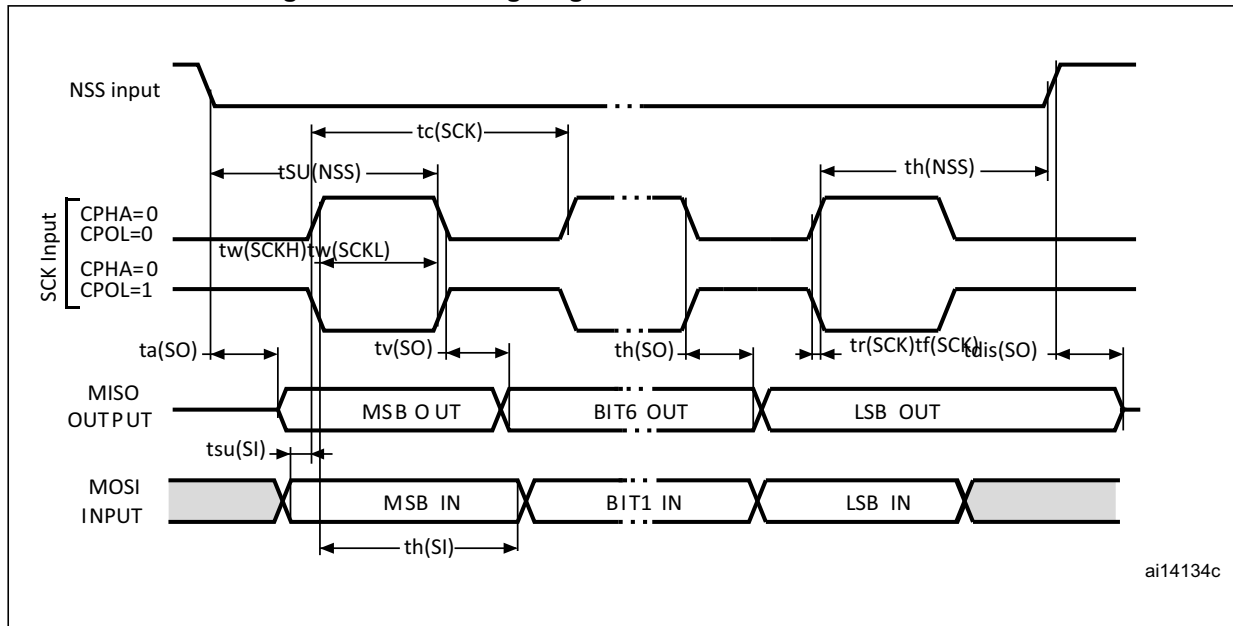 NSS input
tc(SCK)
tSU(NSS)
th(NSS)
SCK Input
CPHA=0
CPOL=0
tw(SCKH)tw(SCKL)
CPHA=0
CPOL=1
ta(SO)
tv(SO)
th(SO)
tr(SCK)tf(SCK)
tdis(SO)
MISO
OUTPUT
MSB OUT
BIT6 OUT
LSB OUT
tsu(SI)
MOSI
INPUT
MSB IN
BIT1 IN
LSB IN
th(SI)
ai14134c